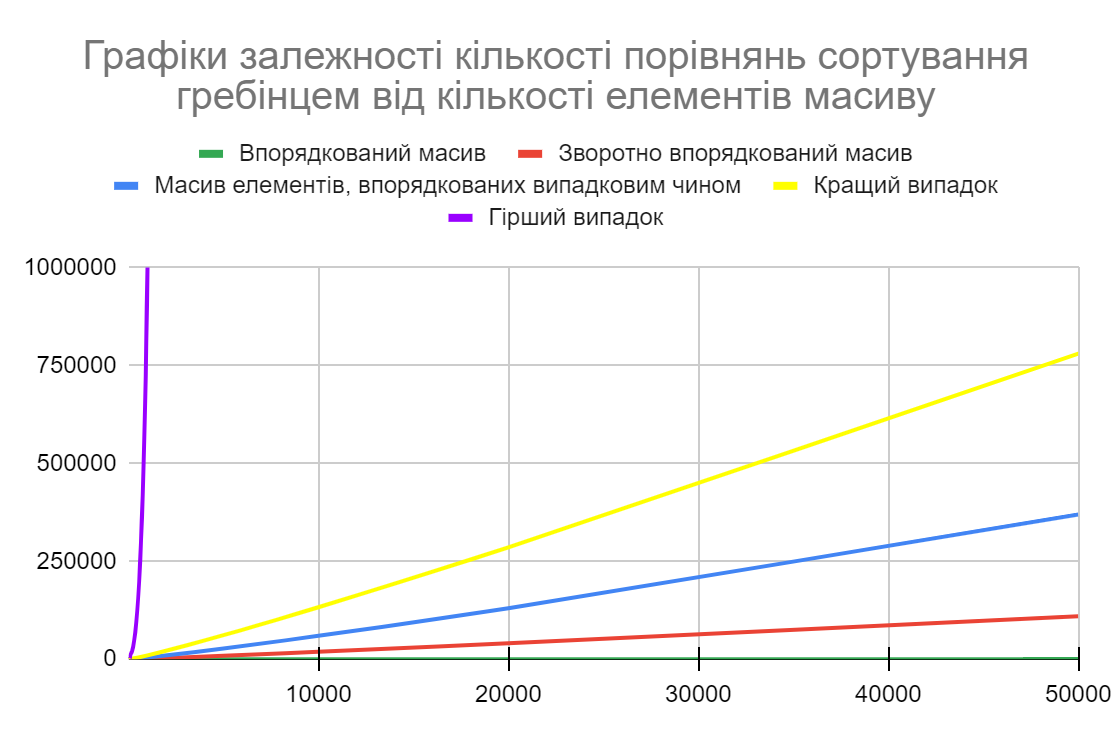 Графіки залежності кількості порівнянь сортування
гребінцем від кількості елементів масиву
Впорядкований масив Зворотно впорядкований масив
Масив елементів, впорядкованих випадковим чином Кращий випадок
Гірший випадок
1000000
750000
500000
250000
0
10000 20000 30000 40000 50000